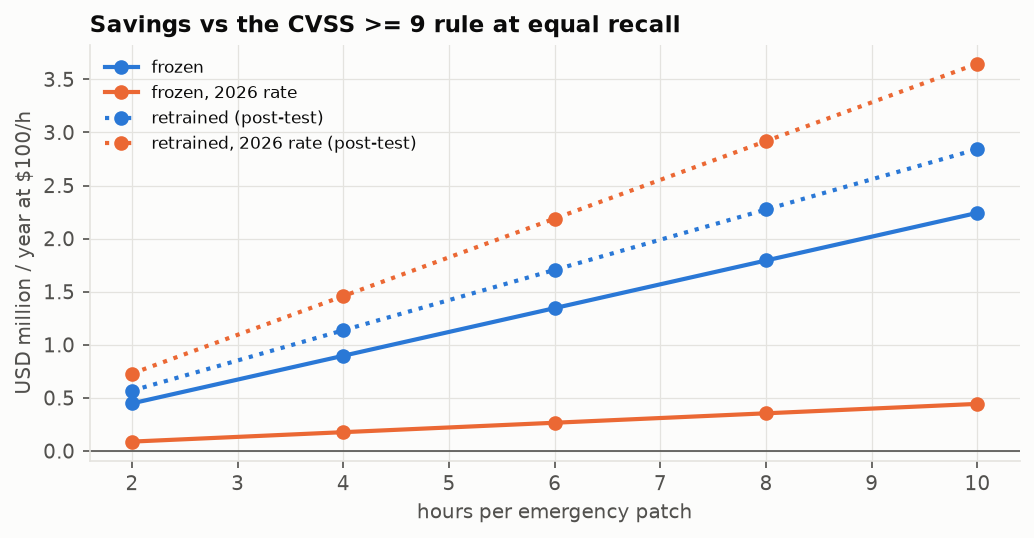 Savings vs the CVSS >= 9 rule at equal recall
frozen
frozen, 2026 rate
retrained (post-test)
retrained, 2026 rate (post-test)
USD million / year at $100/h
3.5
3.0
2.5
2.0
1.5
1.0
0.5
0.0
2 3 4 5 6 7 8 9 10
hours per emergency patch